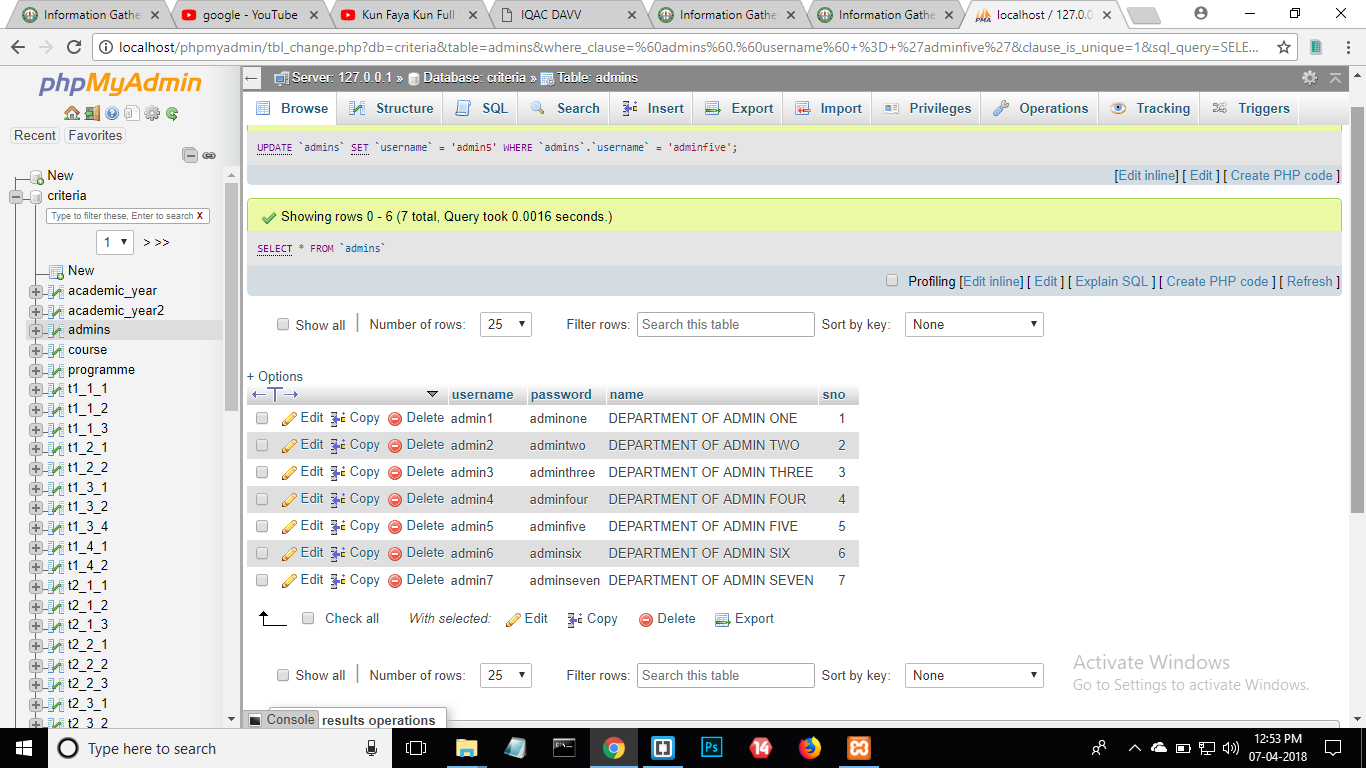 Information Gathe
google - YouTube
Kun Faya Kun Full
IQAC DAVV
Information Gathe
Information Gathe
localhost / 127.0.0
localhost/phpmyadmin/tbl_change.php?db=criteria&table=admins&where_clause=%60admins%60.%60username%60+%3D+%27adminfive%27&clause_is_unique=1&sql_query=SELE...
phpMyAdmin
Server: 127.0.0.1 » Database: criteria » Table: admins
Browse Structure SQL Search Insert Export Import Privileges Operations Tracking Triggers
Recent Favorites
New
criteria
Type to filter these, Enter to search X
1 > >>
New
academic_year
academic_year2
admins
course
programme
t1_1_1
t1_1_2
t1_1_3
t1_2_1
t1_2_2
t1_3_1
t1_3_2
t1_3_4
t1_4_1
t1_4_2
t2_1_1
t2_1_2
t2_1_3
t2_2_1
t2_2_2
t2_2_3
t2_3_1
t2_3_2
UPDATE `admins` SET `username` = 'admin5' WHERE `admins`.`username` = 'adminfive';
[Edit inline] [ Edit ] [ Create PHP code ]
Showing rows 0 - 6 (7 total, Query took 0.0016 seconds.)
SELECT * FROM `admins`
Profiling [Edit inline] [ Edit ] [ Explain SQL ] [ Create PHP code ] [ Refresh ]
Show all | Number of rows: 25 Filter rows: Search this table Sort by key: None
+ Options
username password name sno
Edit Copy Delete admin1 adminone DEPARTMENT OF ADMIN ONE 1
Edit Copy Delete admin2 admintwo DEPARTMENT OF ADMIN TWO 2
Edit Copy Delete admin3 adminthree DEPARTMENT OF ADMIN THREE 3
Edit Copy Delete admin4 adminfour DEPARTMENT OF ADMIN FOUR 4
Edit Copy Delete admin5 adminfive DEPARTMENT OF ADMIN FIVE 5
Edit Copy Delete admin6 adminsix DEPARTMENT OF ADMIN SIX 6
Edit Copy Delete admin7 adminseven DEPARTMENT OF ADMIN SEVEN 7
Check all With selected: Edit Copy Delete Export
Show all | Number of rows: 25 Filter rows: Search this table Sort by key: None
Activate Windows
Go to Settings to activate Windows.
Console results operations
Type here to search
Ps
14
12:53 PM
07-04-2018